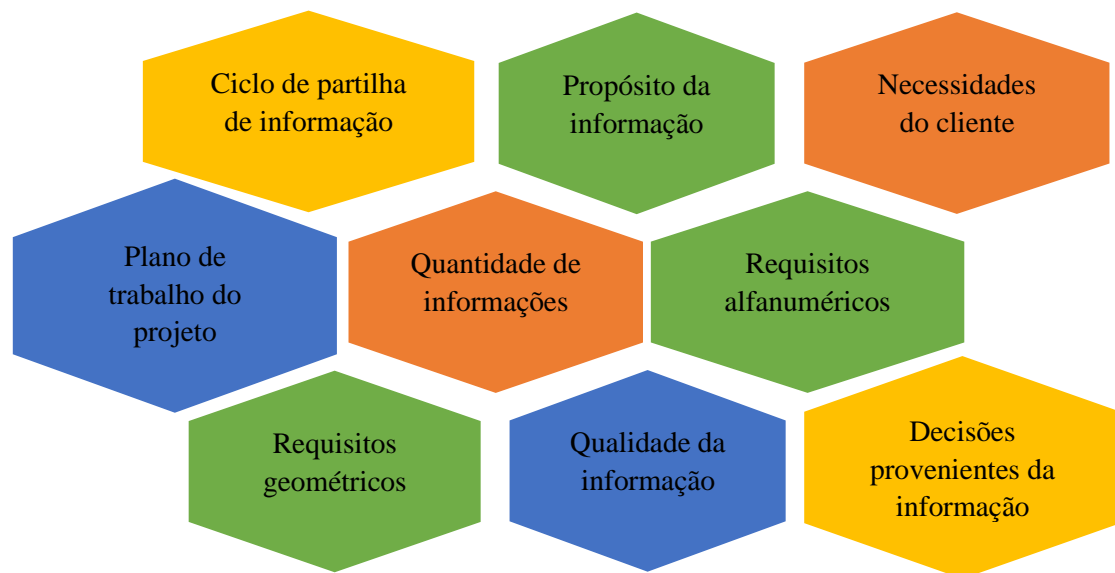 Ciclo de partilha
de informação
Propósito da
informação
Necessidades
do cliente
Plano de
trabalho do
projeto
Quantidade de
informações
Requisitos
alfanuméricos
Requisitos
geométricos
Qualidade da
informação
Decisões
provenientes da
informação